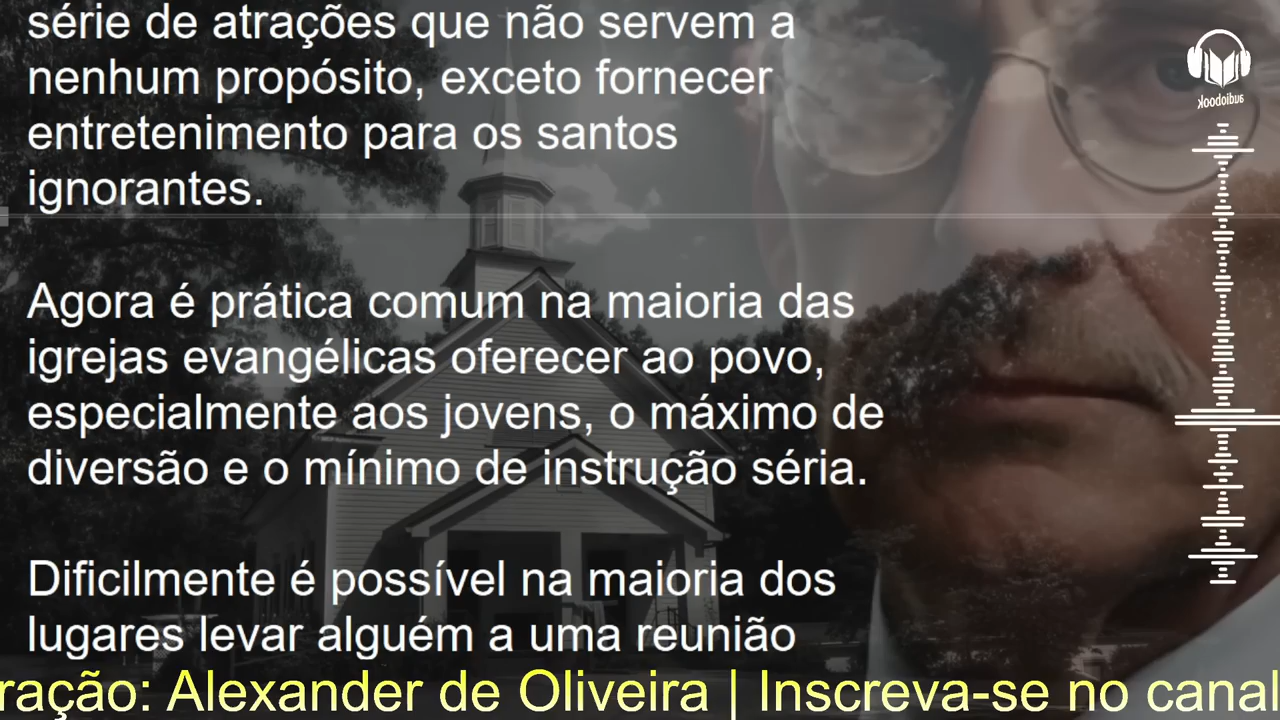 série de atrações que não servem a
nenhum propósito, exceto fornecer
entretenimento para os santos
ignorantes.
Agora é prática comum na maioria das
igrejas evangélicas oferecer ao povo,
especialmente aos jovens, o máximo de
diversão e o mínimo de instrução séria.
Dificilmente é possível na maioria dos
lugares levar alguém a uma reunião
ração: Alexander de Oliveira | Inscreva-se no canal
audiobook